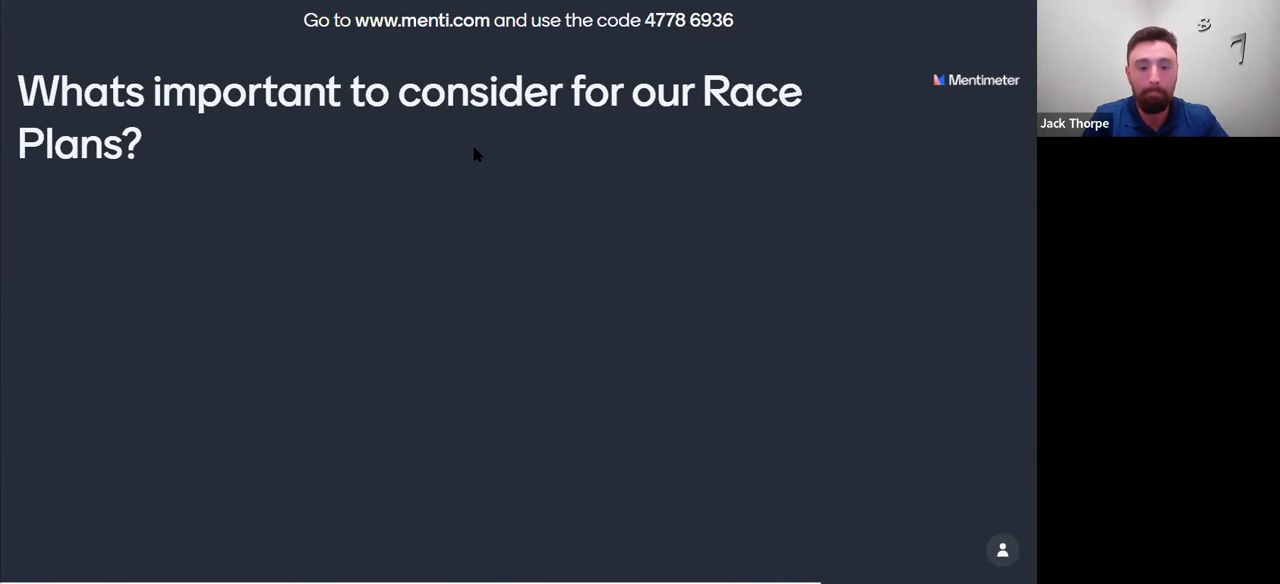 Go to www.menti.com and use the code 4778 6936
Whats important to consider for our Race
Plans?
Mentimeter
Jack Thorpe